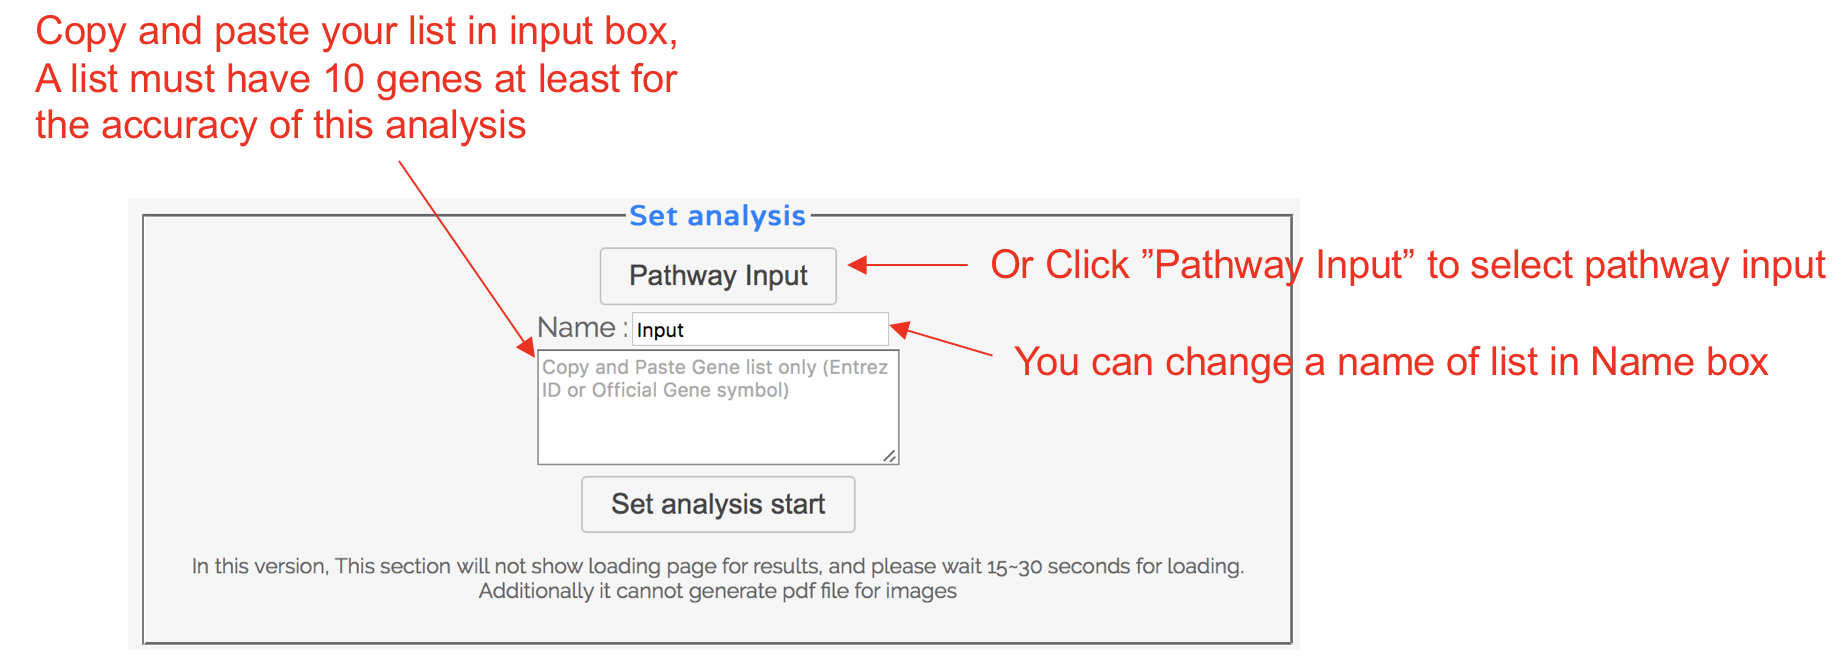 Copy and paste your list in input box,
A list must have 10 genes at least for
the accuracy of this analysis
Set analysis
Pathway Input
Or Click ”Pathway Input” to select pathway input
Name : Input
You can change a name of list in Name box
Copy and Paste Gene list only (Entrez
ID or Official Gene symbol)
Set analysis start
In this version, This section will not show loading page for results, and please wait 15~30 seconds for loading.
Additionally it cannot generate pdf file for images